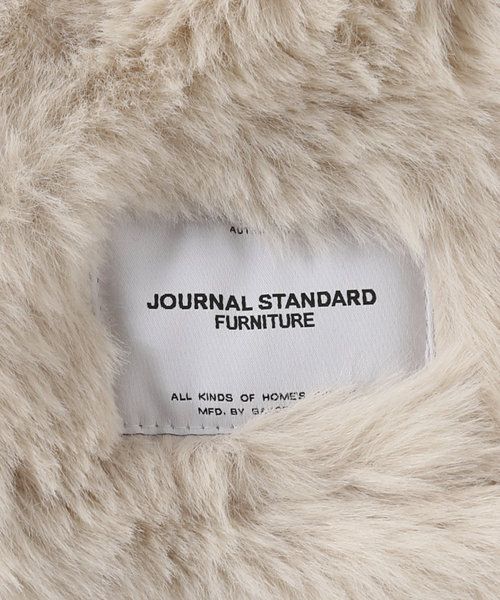 JOURNAL STANDARD
FURNITURE
ALL KINDS OF HOME'S
MFD. BY